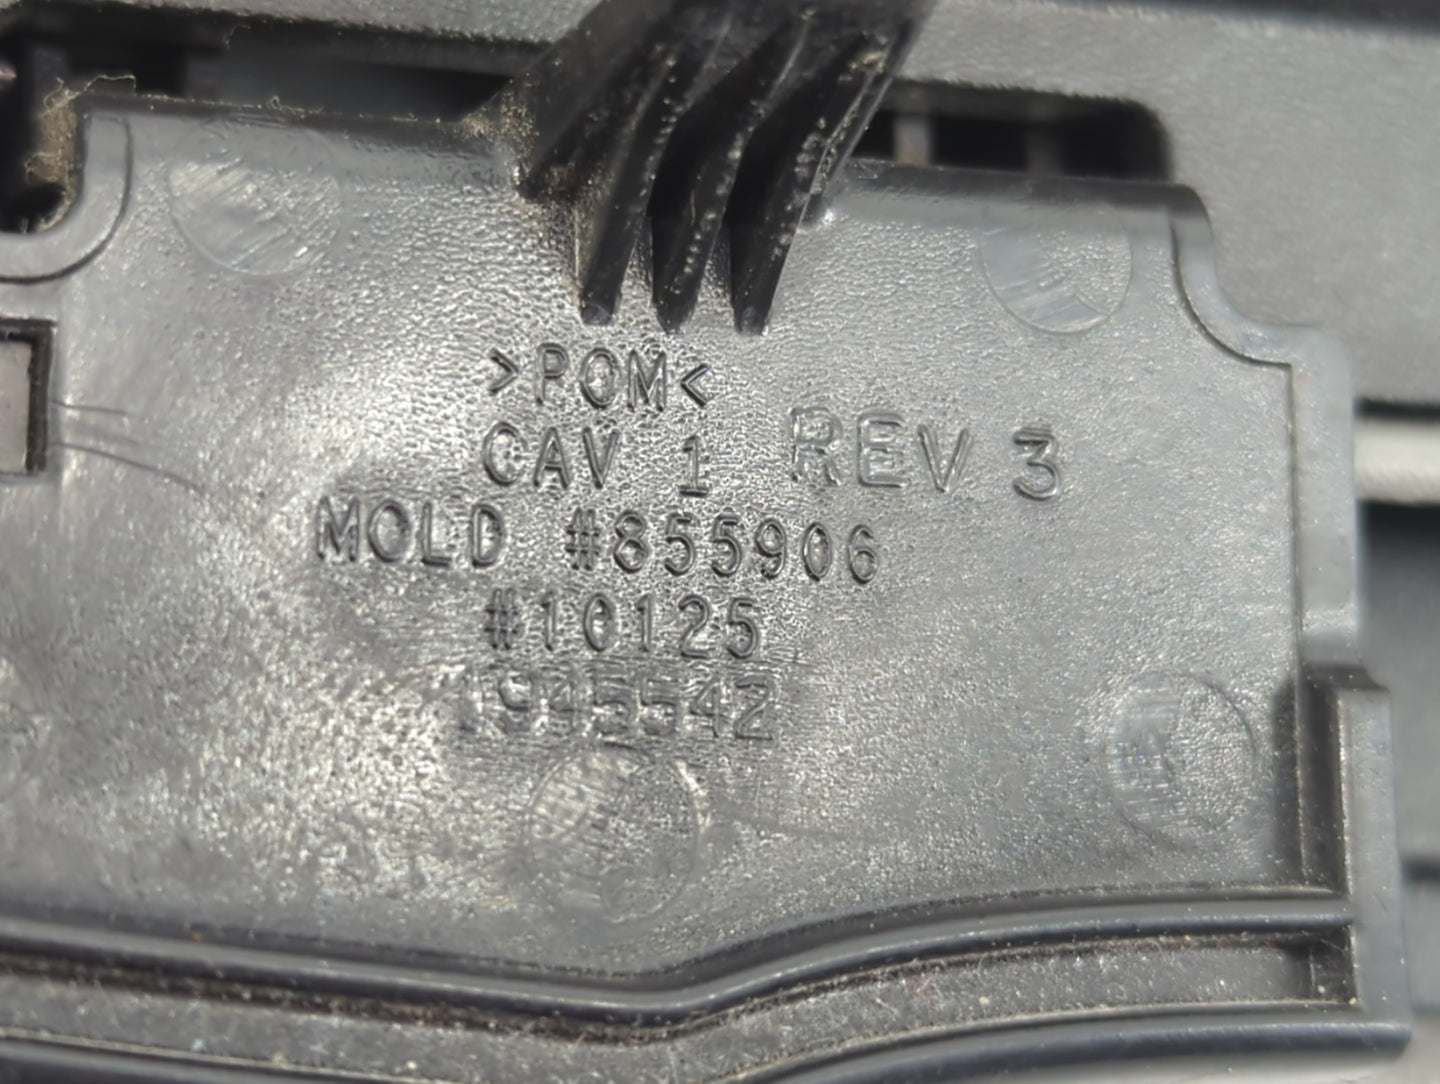 >POM<
CAV 1 REV 3
MOLD #855906
#10125
1945542